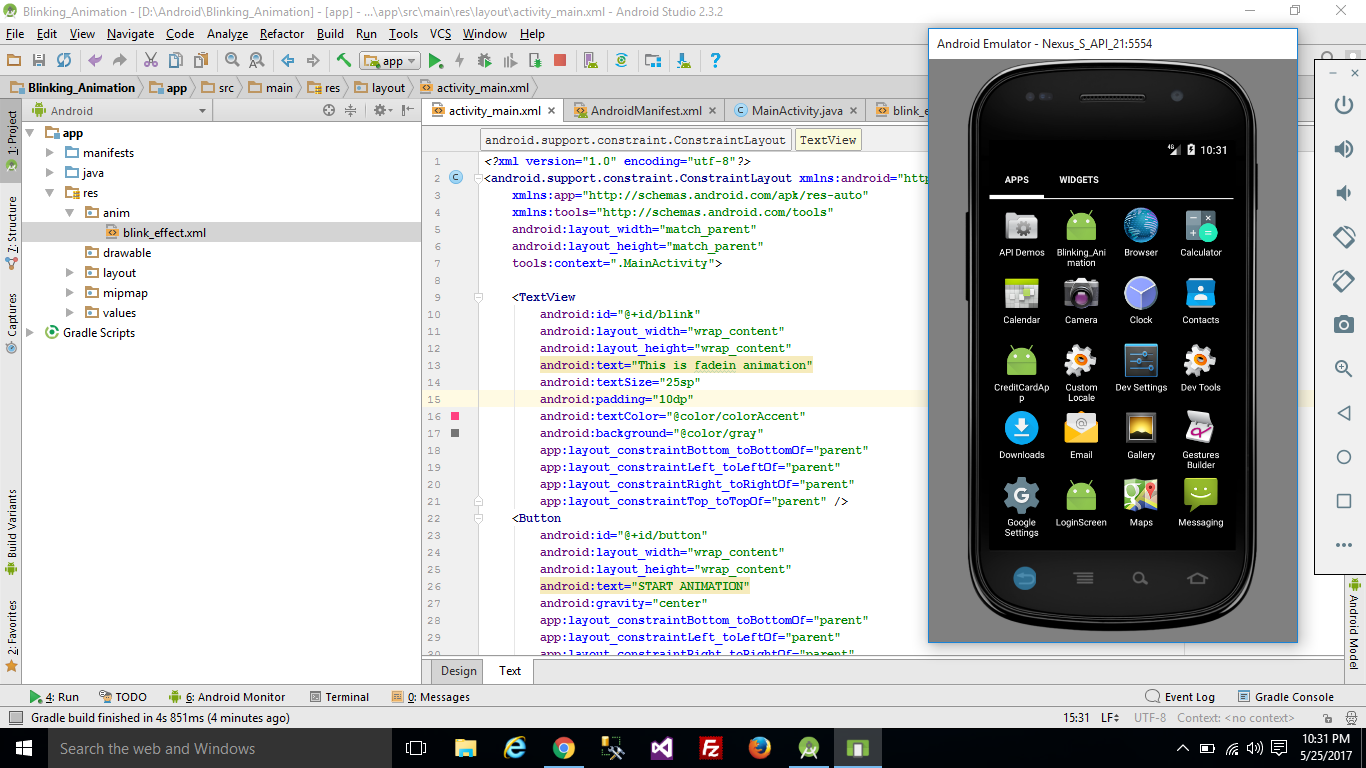 Blinking_Animation - [D:\Android\Blinking_Animation] - [app] - ...\app\src\main\res\layout\activity_main.xml - Android Studio 2.3.2
File Edit View Navigate Code Analyze Refactor Build Run Tools VCS Window Help
app
Blinking_Animation app src main res layout activity_main.xml
Android
activity_main.xml AndroidManifest.xml MainActivity.java blink_e
android.support.constraint.ConstraintLayout TextView
1: Project
Z: Structure
Captures
Build Variants
2: Favorites
app
manifests
java
res
anim
blink_effect.xml
drawable
layout
mipmap
values
Gradle Scripts
1 <?xml version="1.0" encoding="utf-8"?>
2 <android.support.constraint.ConstraintLayout xmlns:android="http
3 xmlns:app="http://schemas.android.com/apk/res-auto"
4 xmlns:tools="http://schemas.android.com/tools"
5 android:layout_width="match_parent"
6 android:layout_height="match_parent"
7 tools:context=".MainActivity">
8
9 <TextView
10 android:id="@+id/blink"
11 android:layout_width="wrap_content"
12 android:layout_height="wrap_content"
13 android:text="This is fadein animation"
14 android:textSize="25sp"
15 android:padding="10dp"
16 android:textColor="@color/colorAccent"
17 android:background="@color/gray"
18 app:layout_constraintBottom_toBottomOf="parent"
19 app:layout_constraintLeft_toLeftOf="parent"
20 app:layout_constraintRight_toRightOf="parent"
21 app:layout_constraintTop_toTopOf="parent" />
22 <Button
23 android:id="@+id/button"
24 android:layout_width="wrap_content"
25 android:layout_height="wrap_content"
26 android:text="START ANIMATION"
27 android:gravity="center"
28 app:layout_constraintBottom_toBottomOf="parent"
29 app:layout_constraintLeft_toLeftOf="parent"
30 app:layout_constraintRight_toRightOf="parent"
Design Text
Android Emulator - Nexus_S_API_21:5554
4G 10:31
APPS WIDGETS
API Demos Blinking_Ani Browser Calculator
mation
Calendar Camera Clock Contacts
CreditCardAp Custom Dev Settings Dev Tools
p Locale
Downloads Email Gallery Gestures
Builder
Google LoginScreen Maps Messaging
Settings
Android Model
4: Run TODO 6: Android Monitor Terminal 0: Messages Event Log Gradle Console
Gradle build finished in 4s 851ms (4 minutes ago) 15:31 LF UTF-8 Context: <no context>
Search the web and Windows
10:31 PM
5/25/2017